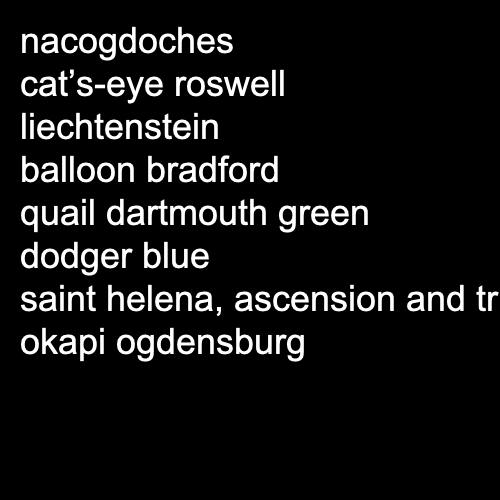 nacogdoches
cat’s-eye roswell
liechtenstein
balloon bradford
quail dartmouth green
dodger blue
saint helena, ascension and tr
okapi ogdensburg